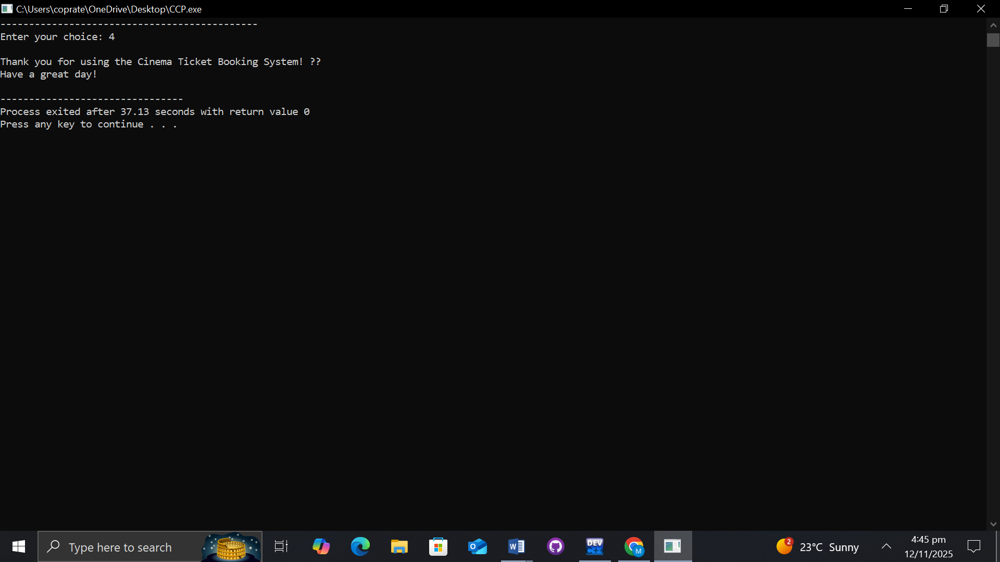 C:\Users\coprate\OneDrive\Desktop\CCP.exe
---------------------------------------------
Enter your choice: 4
Thank you for using the Cinema Ticket Booking System! ??
Have a great day!
--------------------------------
Process exited after 37.13 seconds with return value 0
Press any key to continue . . .
Type here to search
W
DEV
C++
M
2
23°C Sunny
4:45 pm
12/11/2025